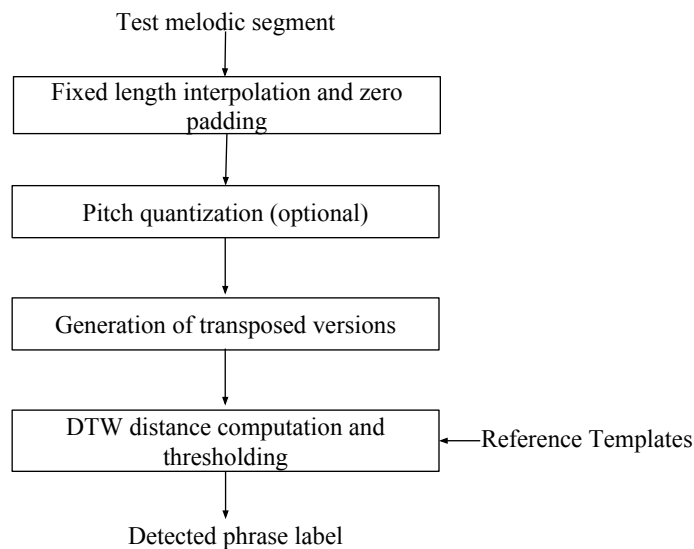 Test melodic segment
Fixed length interpolation and zero
padding
Pitch quantization (optional)
Generation of transposed versions
DTW distance computation and
thresholding
Reference Templates
Detected phrase label